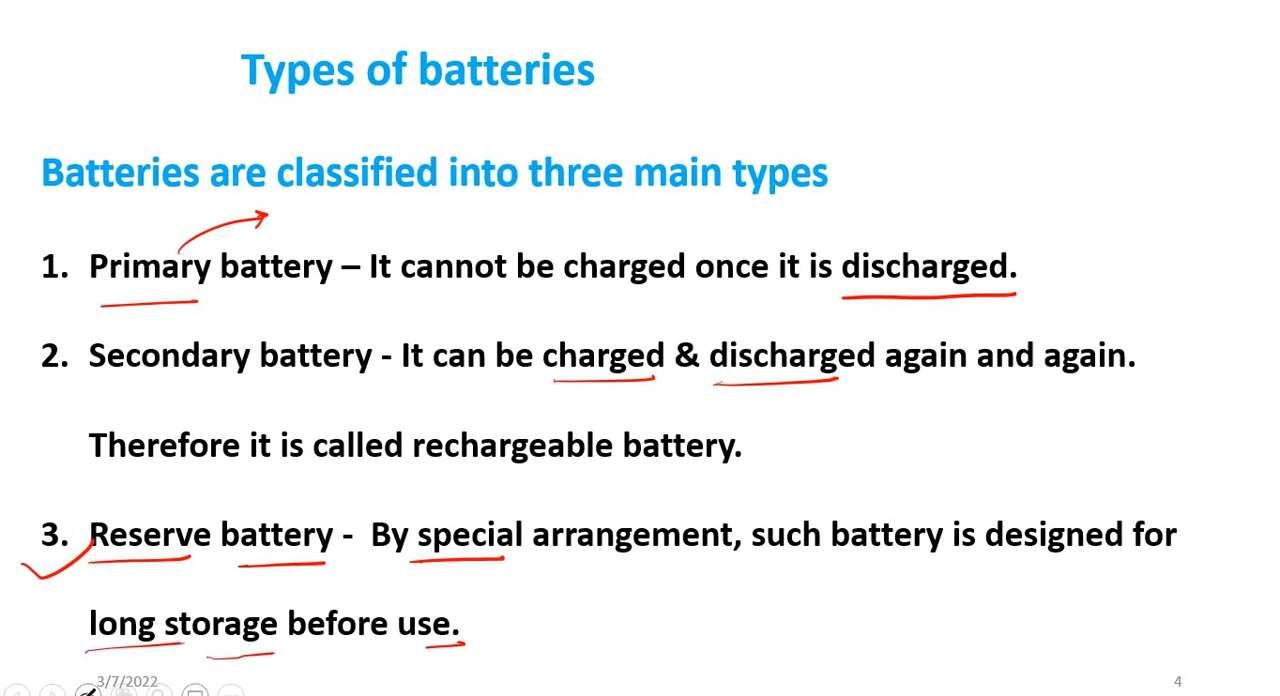 Types of batteries
Batteries are classified into three main types
1. Primary battery – It cannot be charged once it is discharged.
2. Secondary battery - It can be charged & discharged again and again.
Therefore it is called rechargeable battery.
3. Reserve battery - By special arrangement, such battery is designed for
long storage before use.
3/7/2022
4